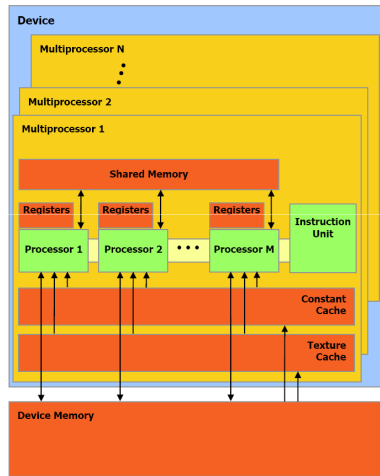 Device
Multiprocessor N
Multiprocessor 2
Multiprocessor 1
Shared Memory
Registers Registers Registers
Processor 1 Processor 2 • • • Processor M
Instruction
Unit
Constant
Cache
Texture
Cache
Device Memory